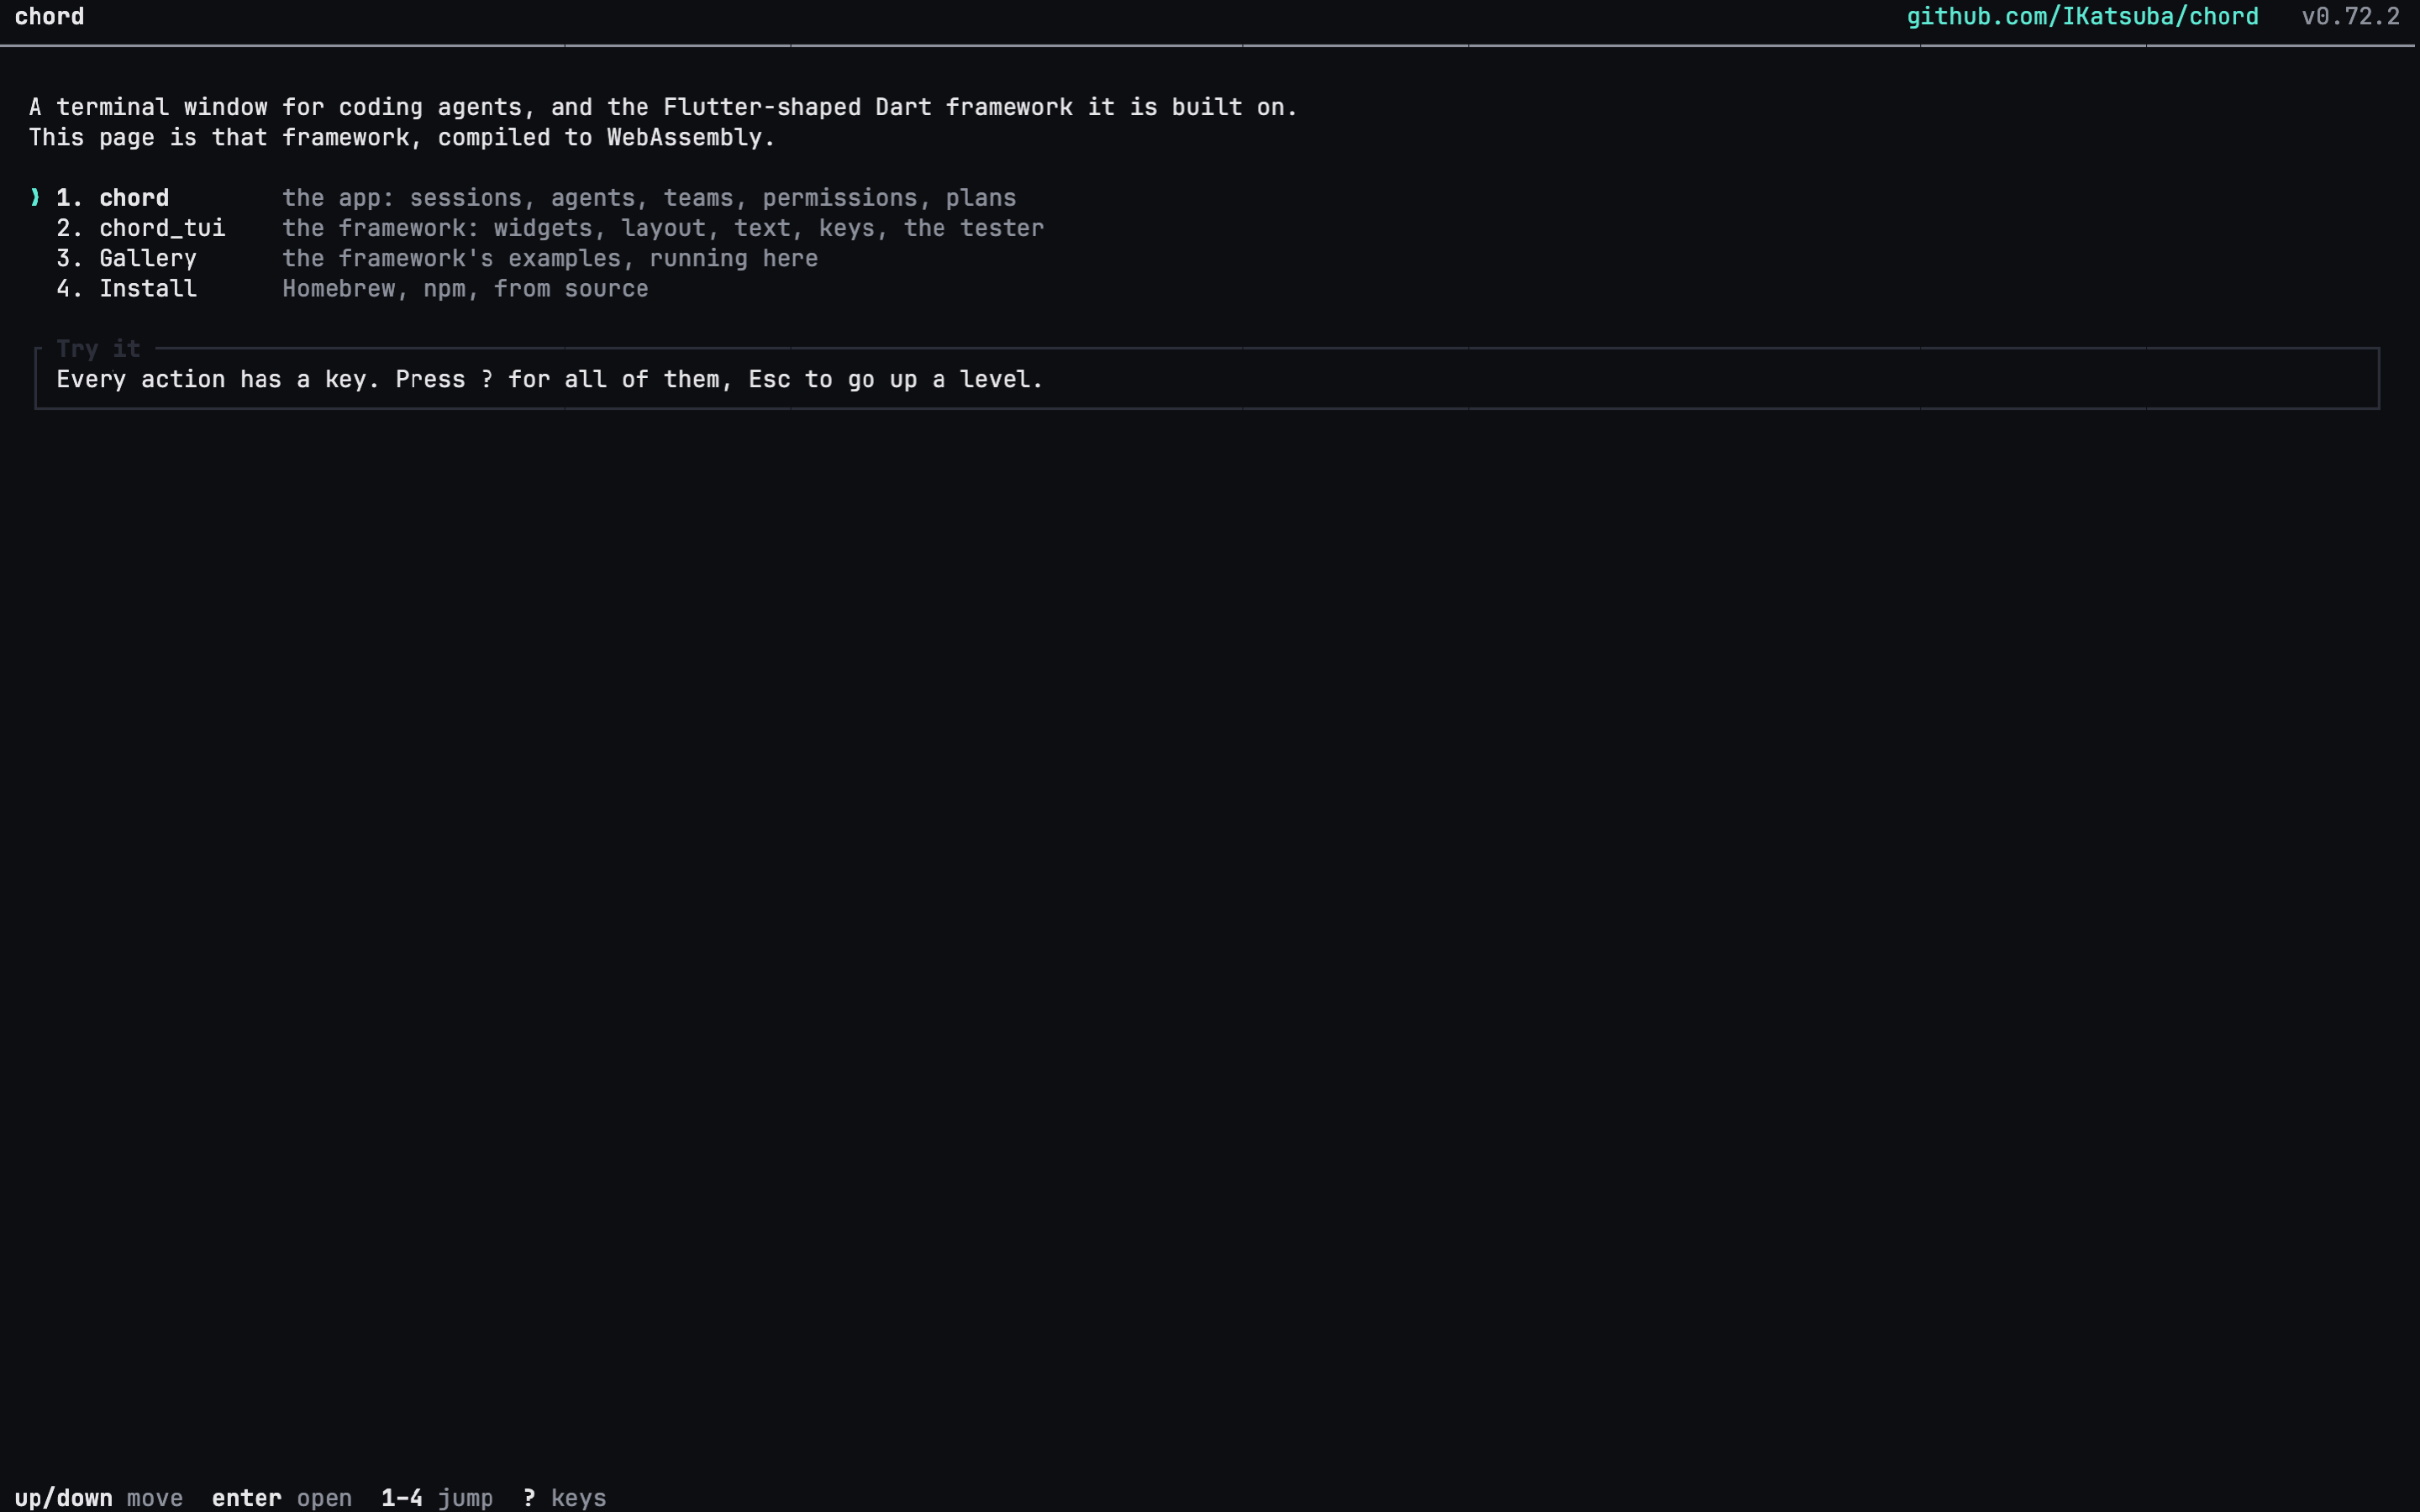 chord github.com/IKatsuba/chord v0.72.2
A terminal window for coding agents, and the Flutter-shaped Dart framework it is built on.
This page is that framework, compiled to WebAssembly.
⟩ 1. chord the app: sessions, agents, teams, permissions, plans
2. chord_tui the framework: widgets, layout, text, keys, the tester
3. Gallery the framework's examples, running here
4. Install Homebrew, npm, from source
Try it
Every action has a key. Press ? for all of them, Esc to go up a level.
up/down move enter open 1-4 jump ? keys